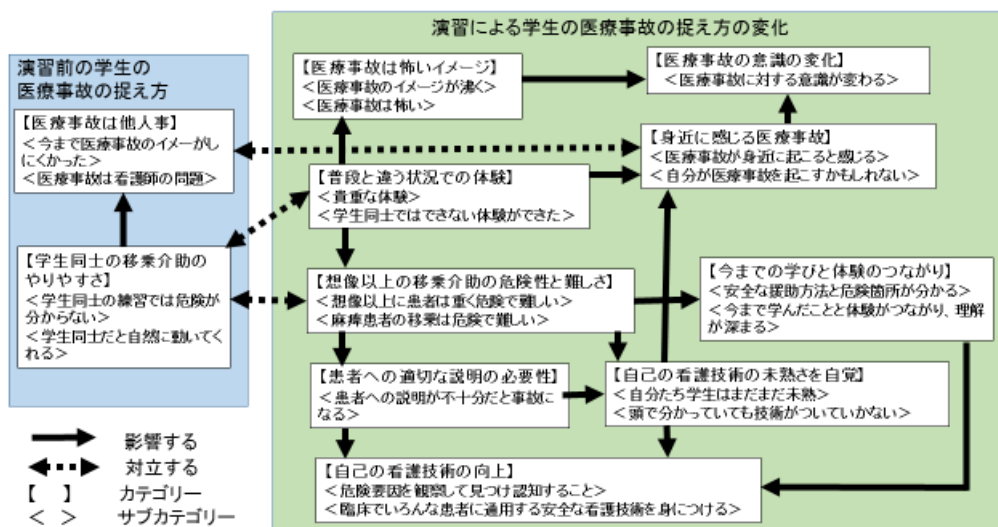 演習による学生の医療事故の捉え方の変化
演習前の学生の
医療事故の捉え方
【医療事故は他人事】
<今まで医療事故のイメーがし
にくかった>
<医療事故は看護師の問題>
【学生同士の移乗介助の
やりやすさ】
<学生同士の練習では危険が
分からない>
<学生同士だと自然に動いてく
れる>
【医療事故は怖いイメージ】
<医療事故のイメージが沸く>
<医療事故は怖い>
【医療事故の意識の変化】
<医療事故に対する意識が変わる>
【身近に感じる医療事故】
<医療事故が身近に起こると感じる>
<自分が医療事故を起こすかもしれない>
【普段と違う状況での体験】
<貴重な体験>
<学生同士ではできない体験ができた>
【想像以上の移乗介助の危険性と難しさ】
<想像以上に患者は重く危険で難しい>
<麻痺患者の移乗は危険で難しい>
【今までの学びと体験のつながり】
<安全な援助方法と危険箇所が分かる>
<今まで学んだことと体験がつながり、理解
が深まる>
【患者への適切な説明の必要性】
<患者への説明が不十分だと事故に
なる>
【自己の看護技術の未熟さを自覚】
<自分たち学生はまだまだ未熟>
<頭で分かっていても技術がついていかない>
【自己の看護技術の向上】
<危険要因を観察して見つけ認知すること>
<臨床でいろんな患者に適用する安全な看護技術を身につける>
影響する
対立する
【 】 カテゴリー
< > サブカテゴリー